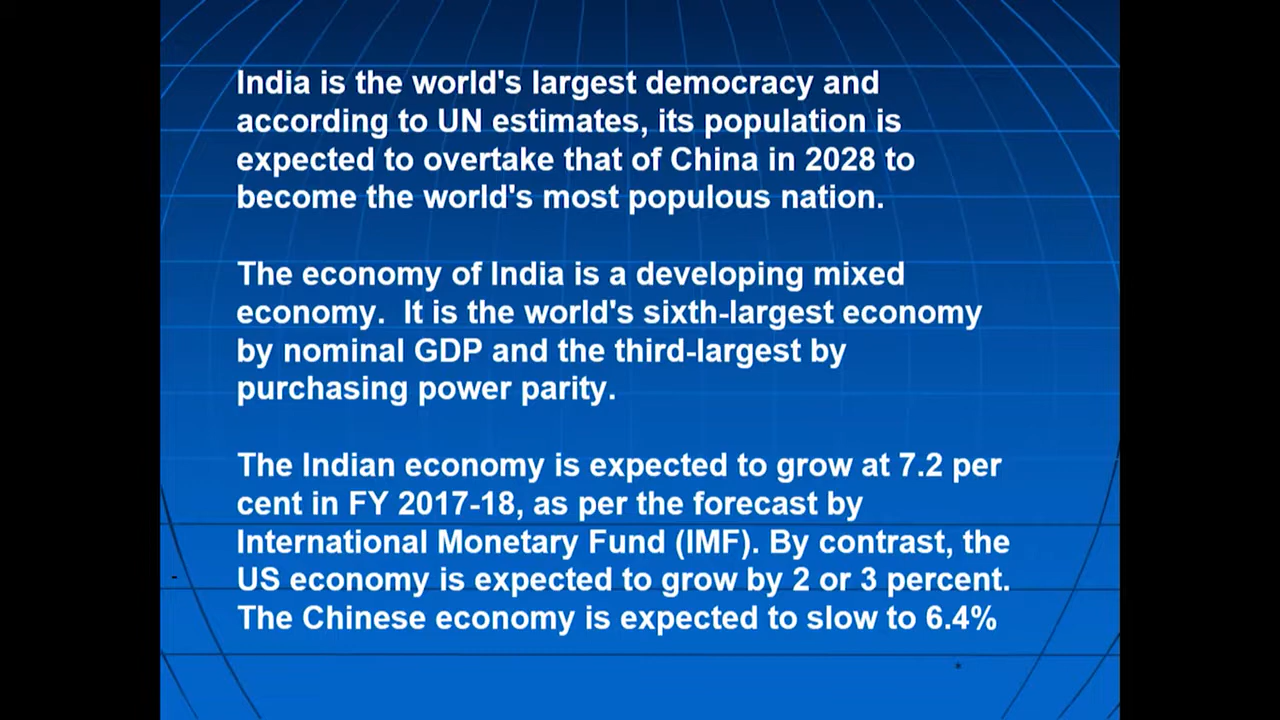 India is the world's largest democracy and
according to UN estimates, its population is
expected to overtake that of China in 2028 to
become the world's most populous nation.
The economy of India is a developing mixed
economy.  It is the world's sixth-largest economy
by nominal GDP and the third-largest by
purchasing power parity.
The Indian economy is expected to grow at 7.2 per
cent in FY 2017-18, as per the forecast by
International Monetary Fund (IMF). By contrast, the
US economy is expected to grow by 2 or 3 percent.
The Chinese economy is expected to slow to 6.4%
-
*